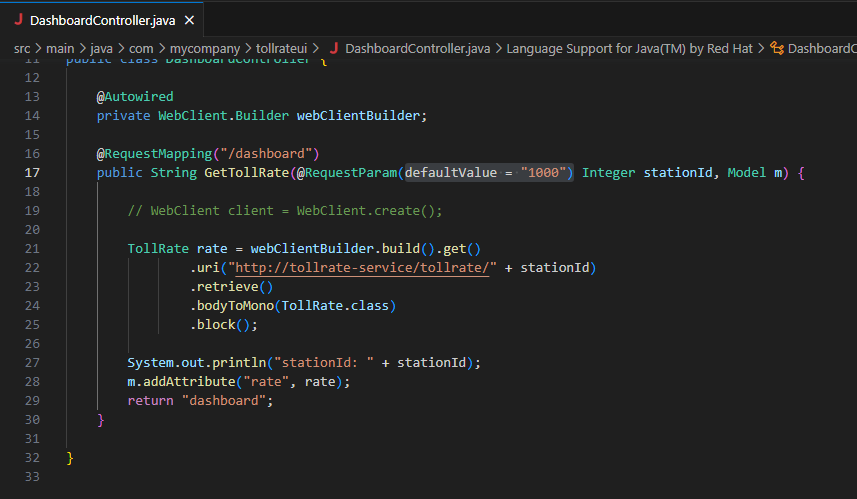 DashboardController.java
src > main > java > com > mycompany > tollrateui > DashboardController.java > Language Support for Java(TM) by Red Hat > DashboardC
11 public class DashboardController {
12
13 @Autowired
14 private WebClient.Builder webClientBuilder;
15
16 @RequestMapping("/dashboard")
17 public String GetTollRate(@RequestParam(defaultValue = "1000") Integer stationId, Model m) {
18
19 // WebClient client = WebClient.create();
20
21 TollRate rate = webClientBuilder.build().get()
22 .uri("http://tollrate-service/tollrate/" + stationId)
23 .retrieve()
24 .bodyToMono(TollRate.class)
25 .block();
26
27 System.out.println("stationId: " + stationId);
28 m.addAttribute("rate", rate);
29 return "dashboard";
30 }
31
32 }
33